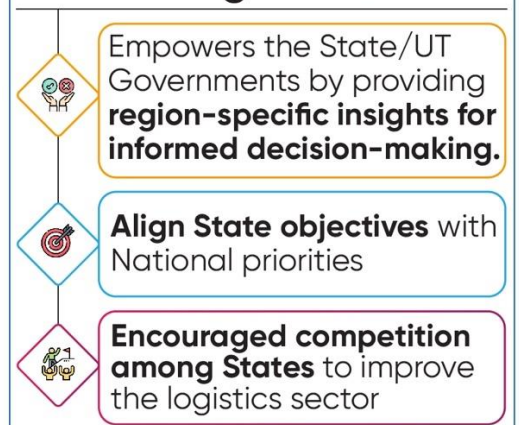 Empowers the State/UT
Governments by providing
region-specific insights for
informed decision-making.
Align State objectives with
National priorities
Encouraged competition
among States to improve
the logistics sector